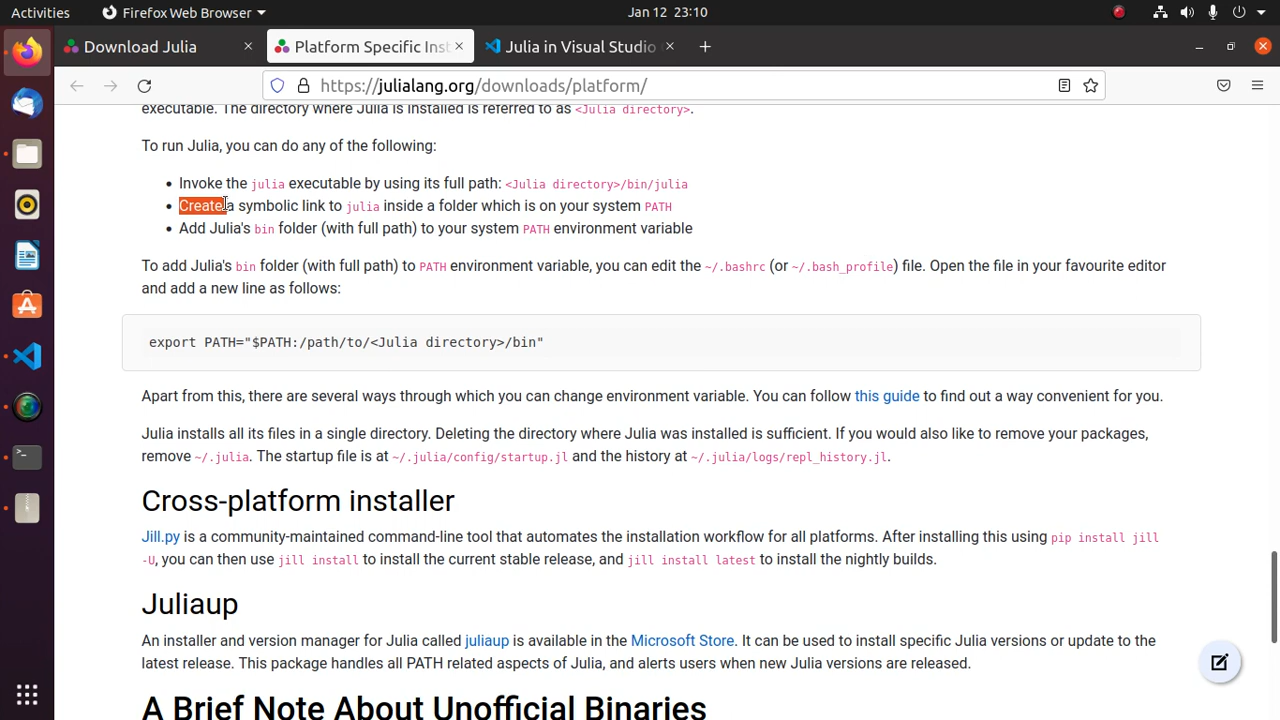 Activities
Firefox Web Browser
Jan 12 23:10
Download Julia
Platform Specific Inst
Julia in Visual Studio
https://julialang.org/downloads/platform/
executable. The directory where Julia is installed is referred to as <Julia directory>.
To run Julia, you can do any of the following:
• Invoke the julia executable by using its full path: <Julia directory>/bin/julia
• Create a symbolic link to julia inside a folder which is on your system PATH
• Add Julia's bin folder (with full path) to your system PATH environment variable
To add Julia's bin folder (with full path) to PATH environment variable, you can edit the ~/.bashrc (or ~/.bash_profile) file. Open the file in your favourite editor
and add a new line as follows:
export PATH="$PATH:/path/to/<Julia directory>/bin"
Apart from this, there are several ways through which you can change environment variable. You can follow this guide to find out a way convenient for you.
Julia installs all its files in a single directory. Deleting the directory where Julia was installed is sufficient. If you would also like to remove your packages,
remove ~/.julia. The startup file is at ~/.julia/config/startup.jl and the history at ~/.julia/logs/repl_history.jl.
Cross-platform installer
Jill.py is a community-maintained command-line tool that automates the installation workflow for all platforms. After installing this using pip install jill
-U, you can then use jill install to install the current stable release, and jill install latest to install the nightly builds.
Juliaup
An installer and version manager for Julia called juliaup is available in the Microsoft Store. It can be used to install specific Julia versions or update to the
latest release. This package handles all PATH related aspects of Julia, and alerts users when new Julia versions are released.
A Brief Note About Unofficial Binaries